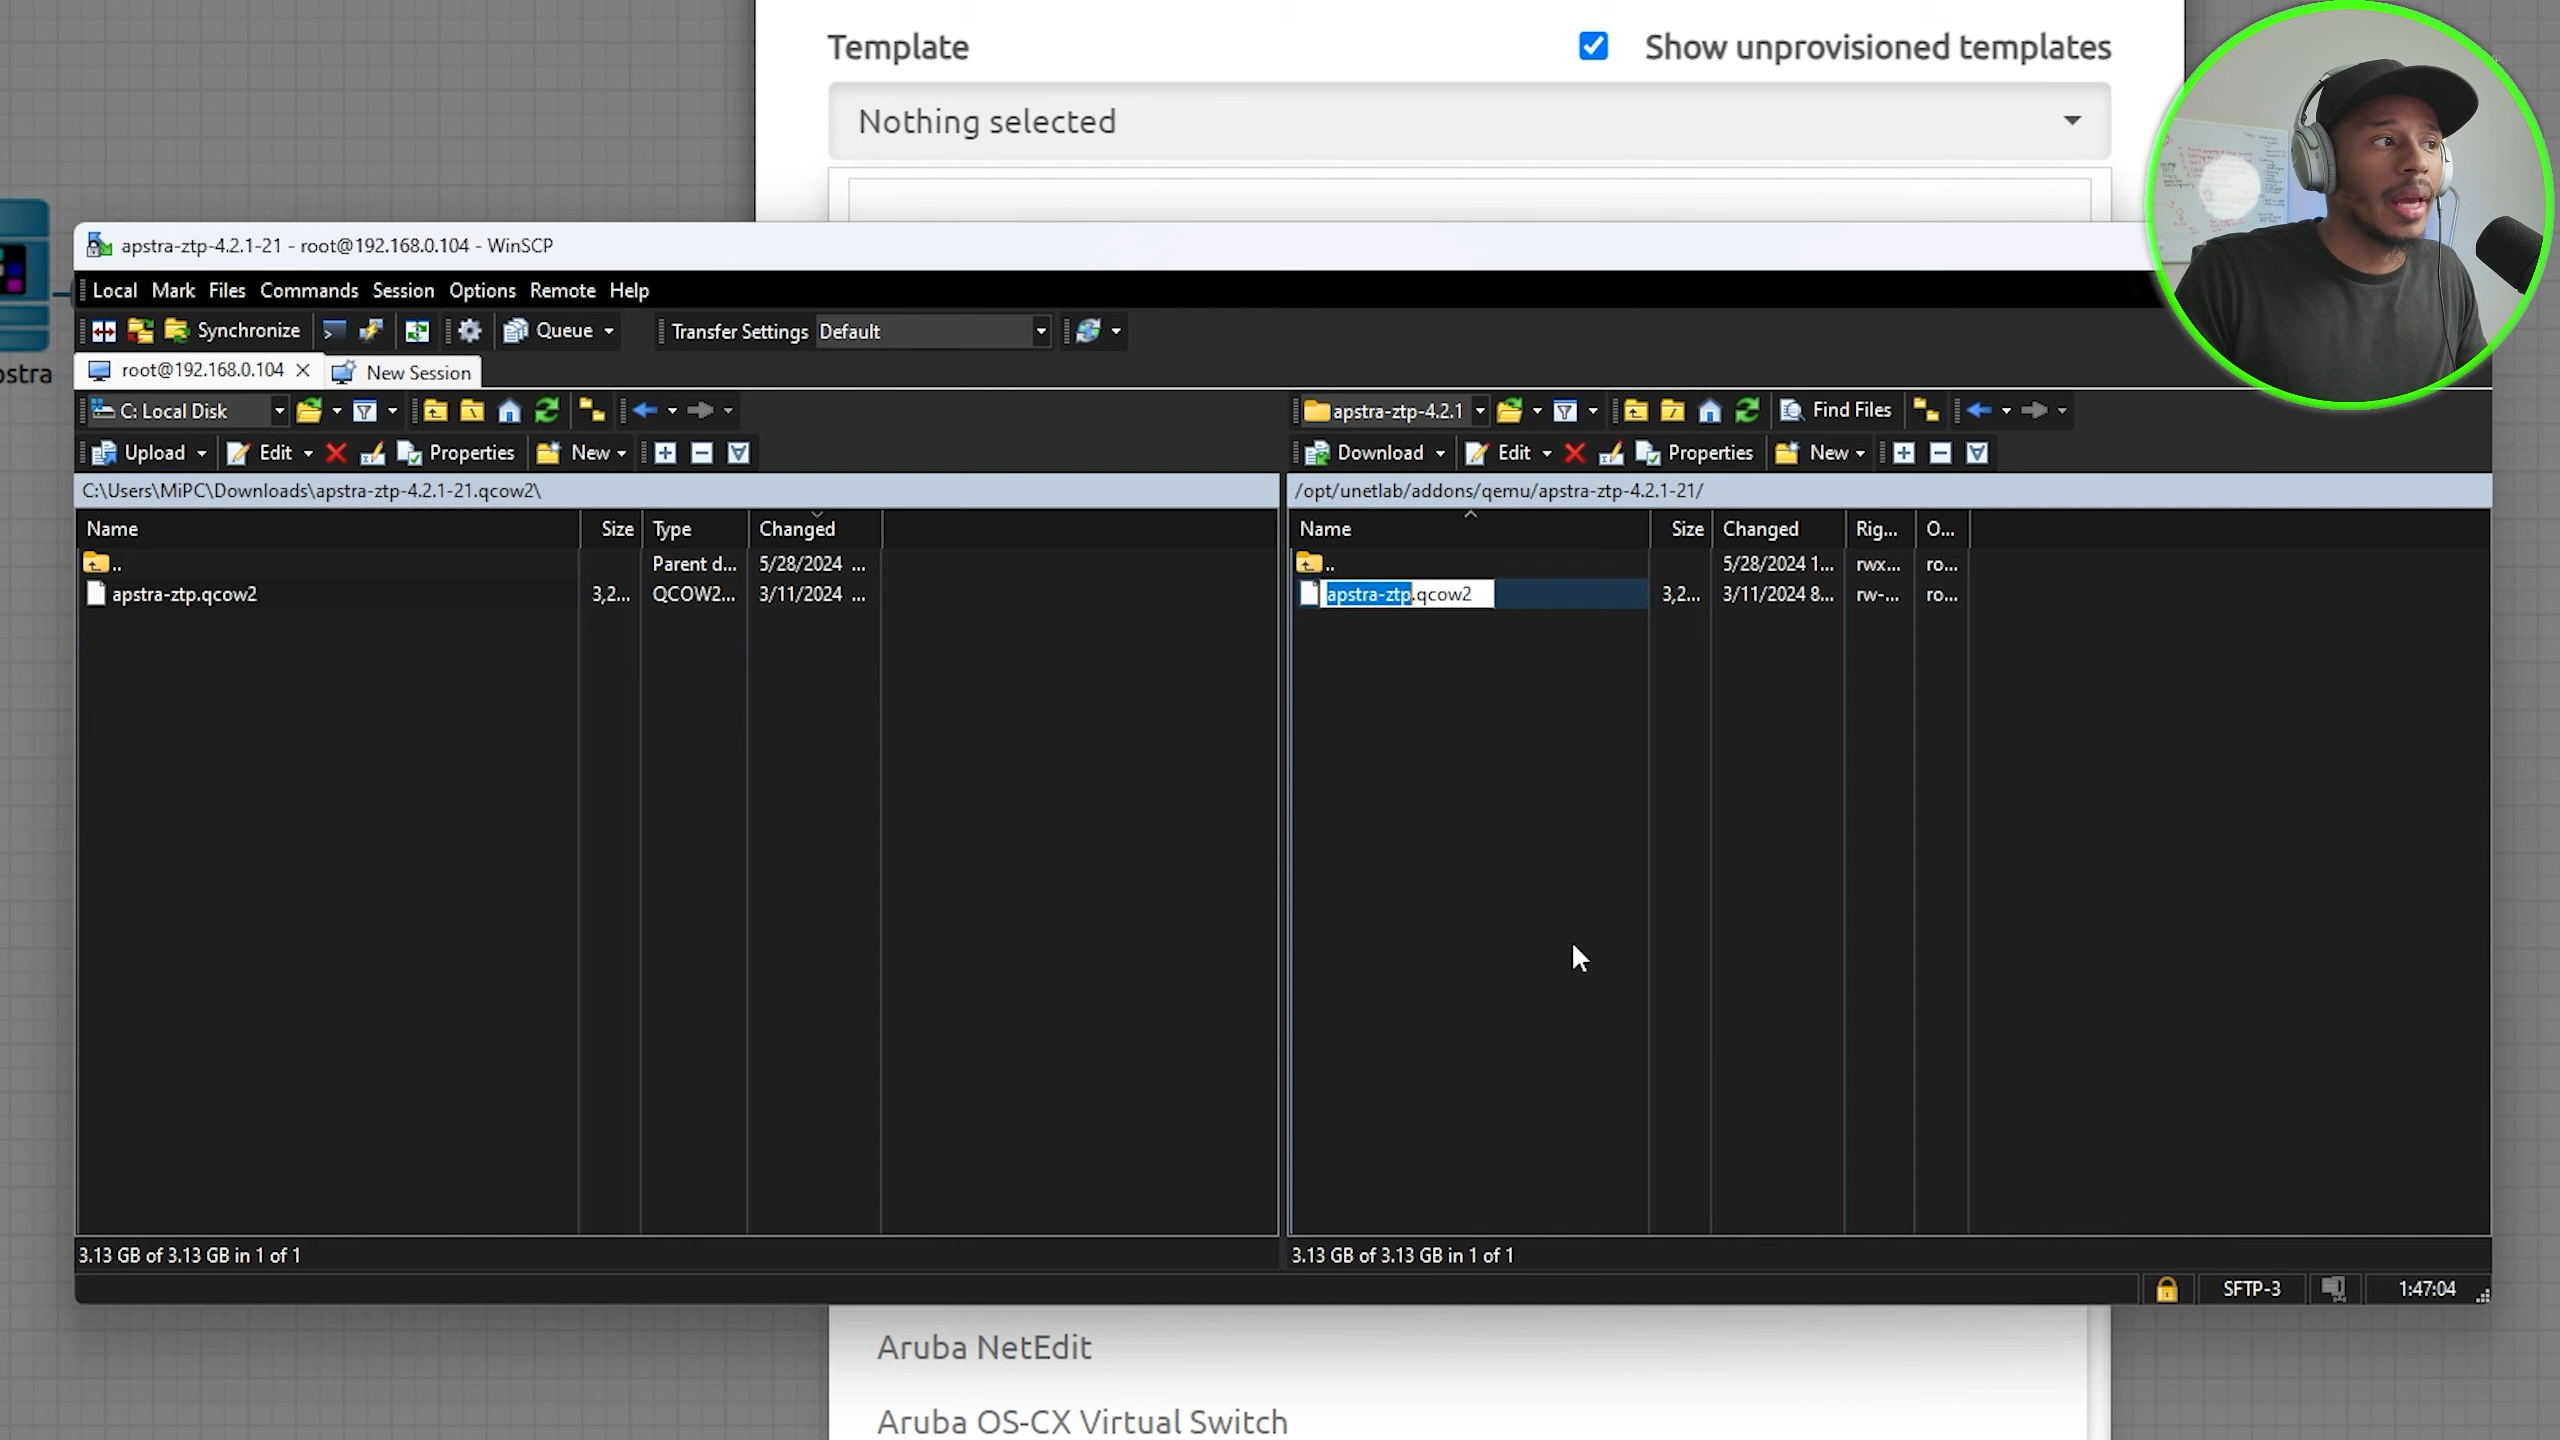 Template
Show unprovisioned templates
Nothing selected
ostra
apstra-ztp-4.2.1-21 - root@192.168.0.104 - WinSCP
Local Mark Files Commands Session Options Remote Help
Synchronize Queue Transfer Settings Default
root@192.168.0.104 New Session
C: Local Disk
apstra-ztp-4.2.1 Find Files
Upload Edit Properties New
Download Edit Properties New
C:\Users\MiPC\Downloads\apstra-ztp-4.2.1-21.qcow2\
/opt/unetlab/addons/qemu/apstra-ztp-4.2.1-21/
Name Size Type Changed
.. Parent d... 5/28/2024 ...
apstra-ztp.qcow2 3,2... QCOW2... 3/11/2024 ...
Name Size Changed Rig... O...
.. 5/28/2024 1... rwx... ro...
apstra-ztp.qcow2 3,2... 3/11/2024 8... rw-... ro...
3.13 GB of 3.13 GB in 1 of 1
3.13 GB of 3.13 GB in 1 of 1
SFTP-3 1:47:04
Aruba NetEdit
Aruba OS-CX Virtual Switch